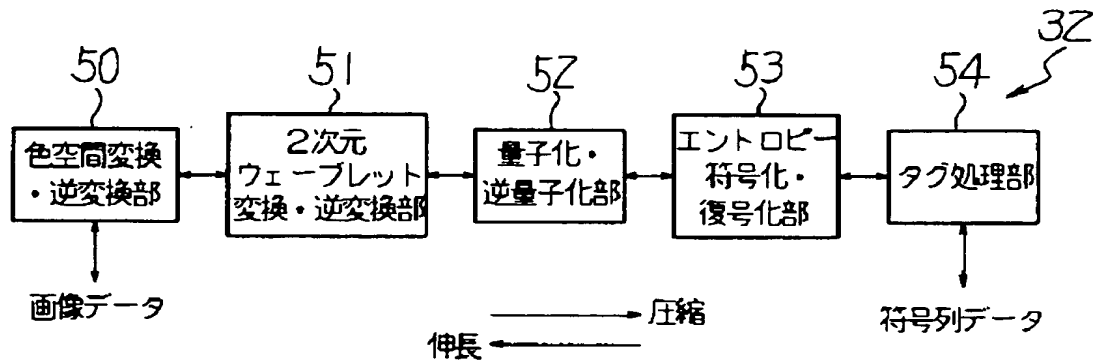 32
50
51
52
53
54
色空間変換
・逆変換部
2次元
ウェーブレット
変換・逆変換部
量子化・
逆量子化部
エントロピー
符号化・
復号化部
タグ処理部
画像データ
圧縮
伸長
符号列データ